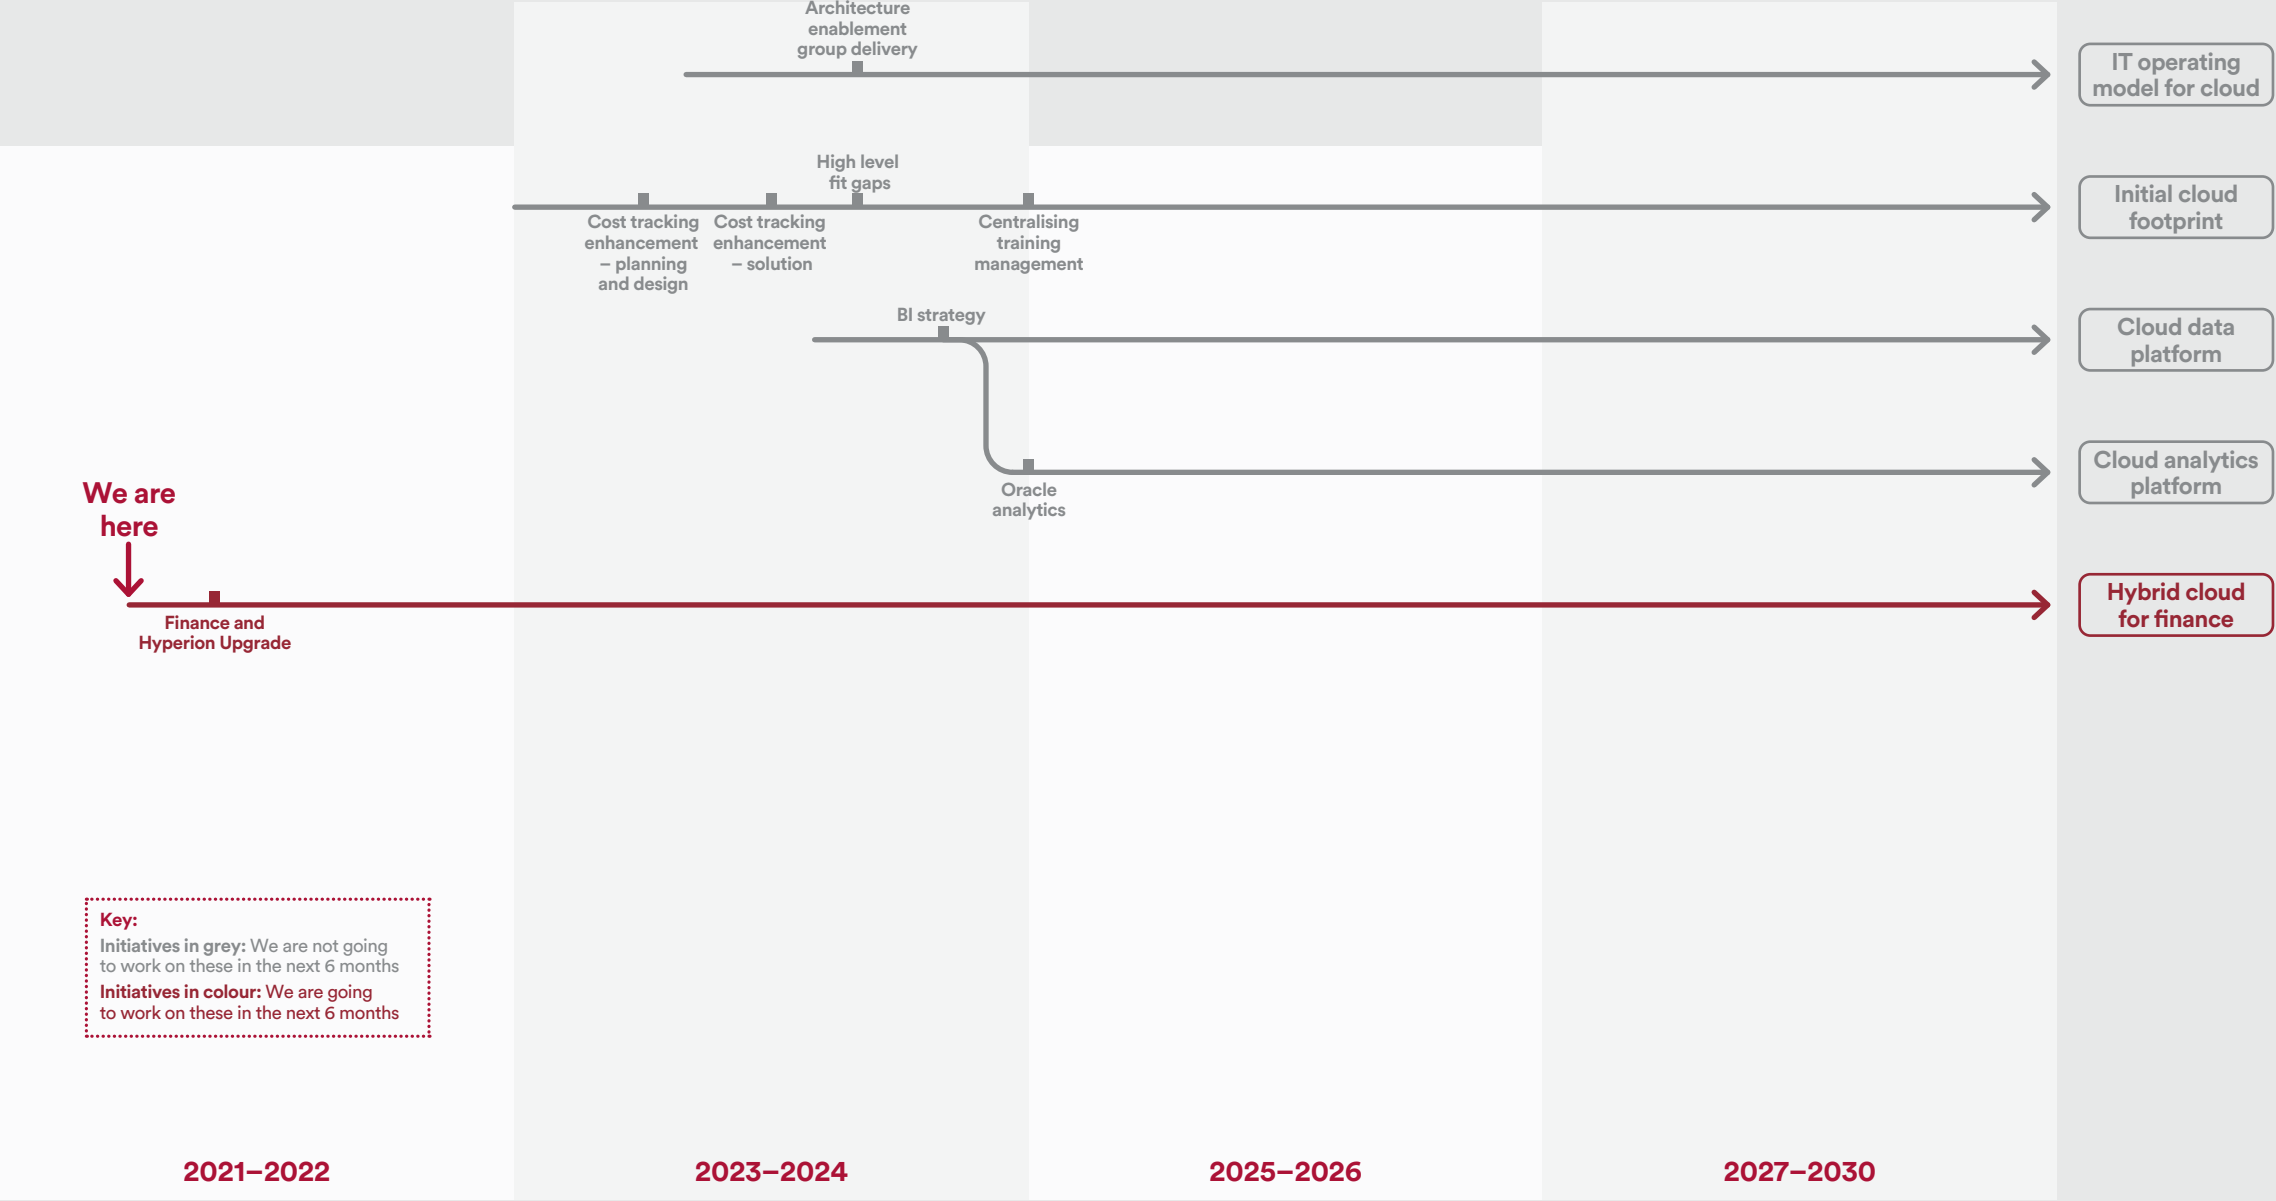 Architecture
enablement
group delivery
IT operating
model for cloud
High level
fit gaps
Initial cloud
footprint
Cost tracking
enhancement
– planning
and design
Cost tracking
enhancement
– solution
Centralising
training
management
BI strategy
Cloud data
platform
Cloud analytics
platform
Oracle
analytics
We are
here
Hybrid cloud
for finance
Finance and
Hyperion Upgrade
Key:
Initiatives in grey: We are not going
to work on these in the next 6 months
Initiatives in colour: We are going
to work on these in the next 6 months
2021–2022
2023–2024
2025–2026
2027–2030